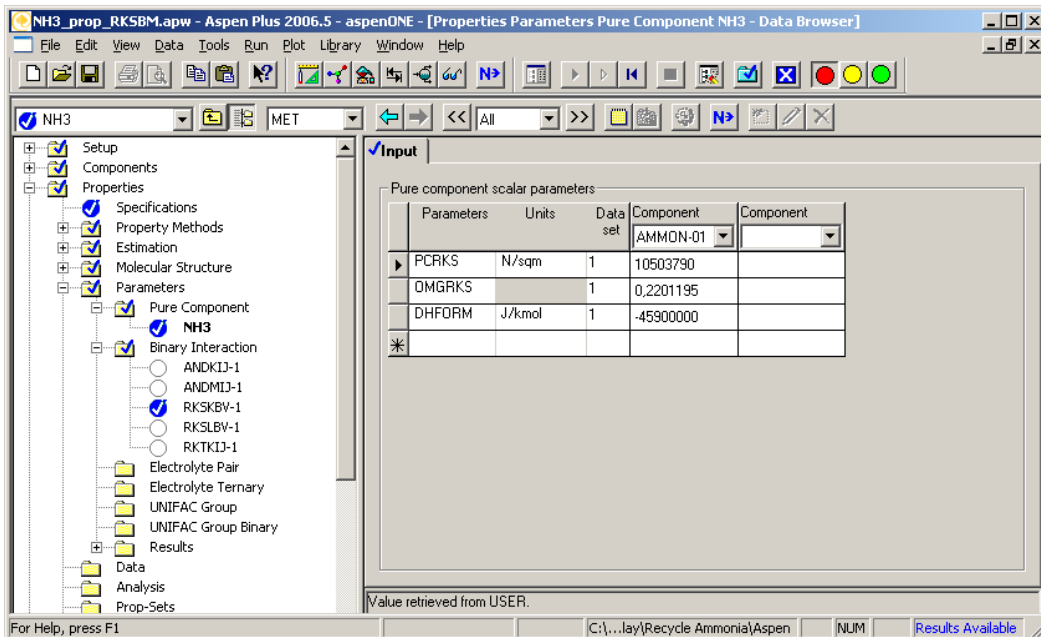 NH3_prop_RKSBM.apw - Aspen Plus 2006.5 - aspenONE - [Properties Parameters Pure Component NH3 - Data Browser]
File Edit View Data Tools Run Plot Library Window Help
N>
NH3 MET << All >> N>
Setup
Components
Properties
Specifications
Property Methods
Estimation
Molecular Structure
Parameters
Pure Component
NH3
Binary Interaction
ANDKIJ-1
ANDMIJ-1
RKSKBV-1
RKSLBV-1
RKTKIJ-1
Electrolyte Pair
Electrolyte Ternary
UNIFAC Group
UNIFAC Group Binary
Results
Data
Analysis
Prop-Sets
Input
Pure component scalar parameters
Parameters Units Data set Component Component
AMMON-01
PCRKS N/sqm 1 10503790
OMGRKS 1 0,2201195
DHFORM J/kmol 1 -45900000
Value retrieved from USER.
For Help, press F1 C:\...lay\Recycle Ammonia\Aspen NUM Results Available